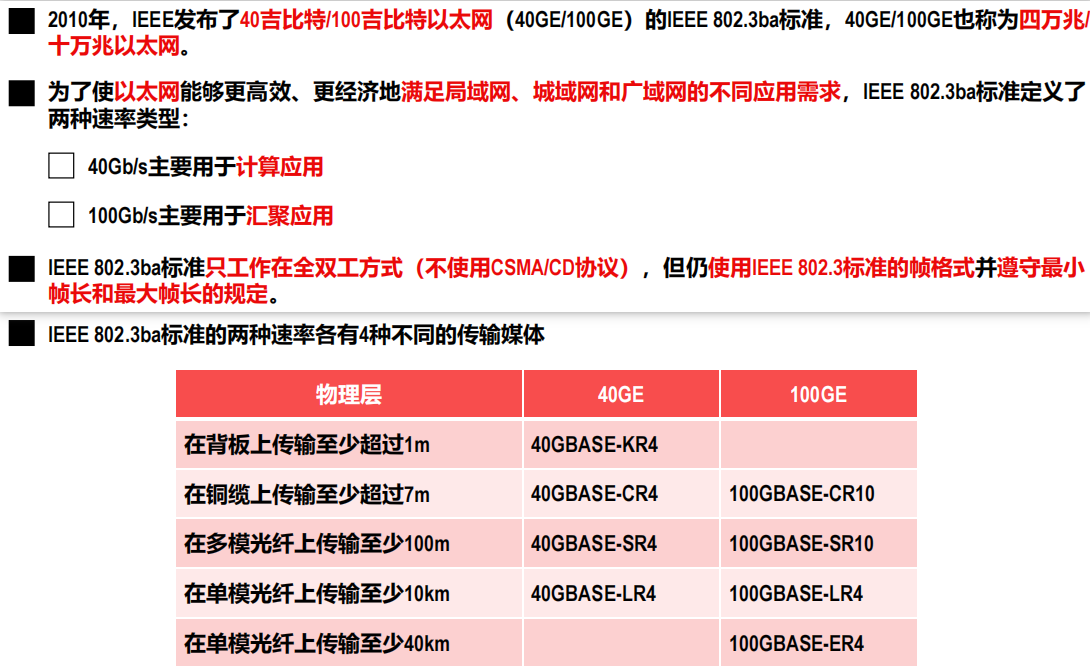 2010年，IEEE发布了40吉比特/100吉比特以太网（40GE/100GE）的IEEE 802.3ba标准，40GE/100GE也称为四万兆/
十万兆以太网。
为了使以太网能够更高效、更经济地满足局域网、城域网和广域网的不同应用需求，IEEE 802.3ba标准定义了
两种速率类型：
40Gb/s主要用于计算应用
100Gb/s主要用于汇聚应用
IEEE 802.3ba标准只工作在全双工方式（不使用CSMA/CD协议），但仍使用IEEE 802.3标准的帧格式并遵守最小
帧长和最大帧长的规定。
IEEE 802.3ba标准的两种速率各有4种不同的传输媒体
物理层 40GE 100GE
在背板上传输至少超过1m 40GBASE-KR4
在铜缆上传输至少超过7m 40GBASE-CR4 100GBASE-CR10
在多模光纤上传输至少100m 40GBASE-SR4 100GBASE-SR10
在单模光纤上传输至少10km 40GBASE-LR4 100GBASE-LR4
在单模光纤上传输至少40km 100GBASE-ER4